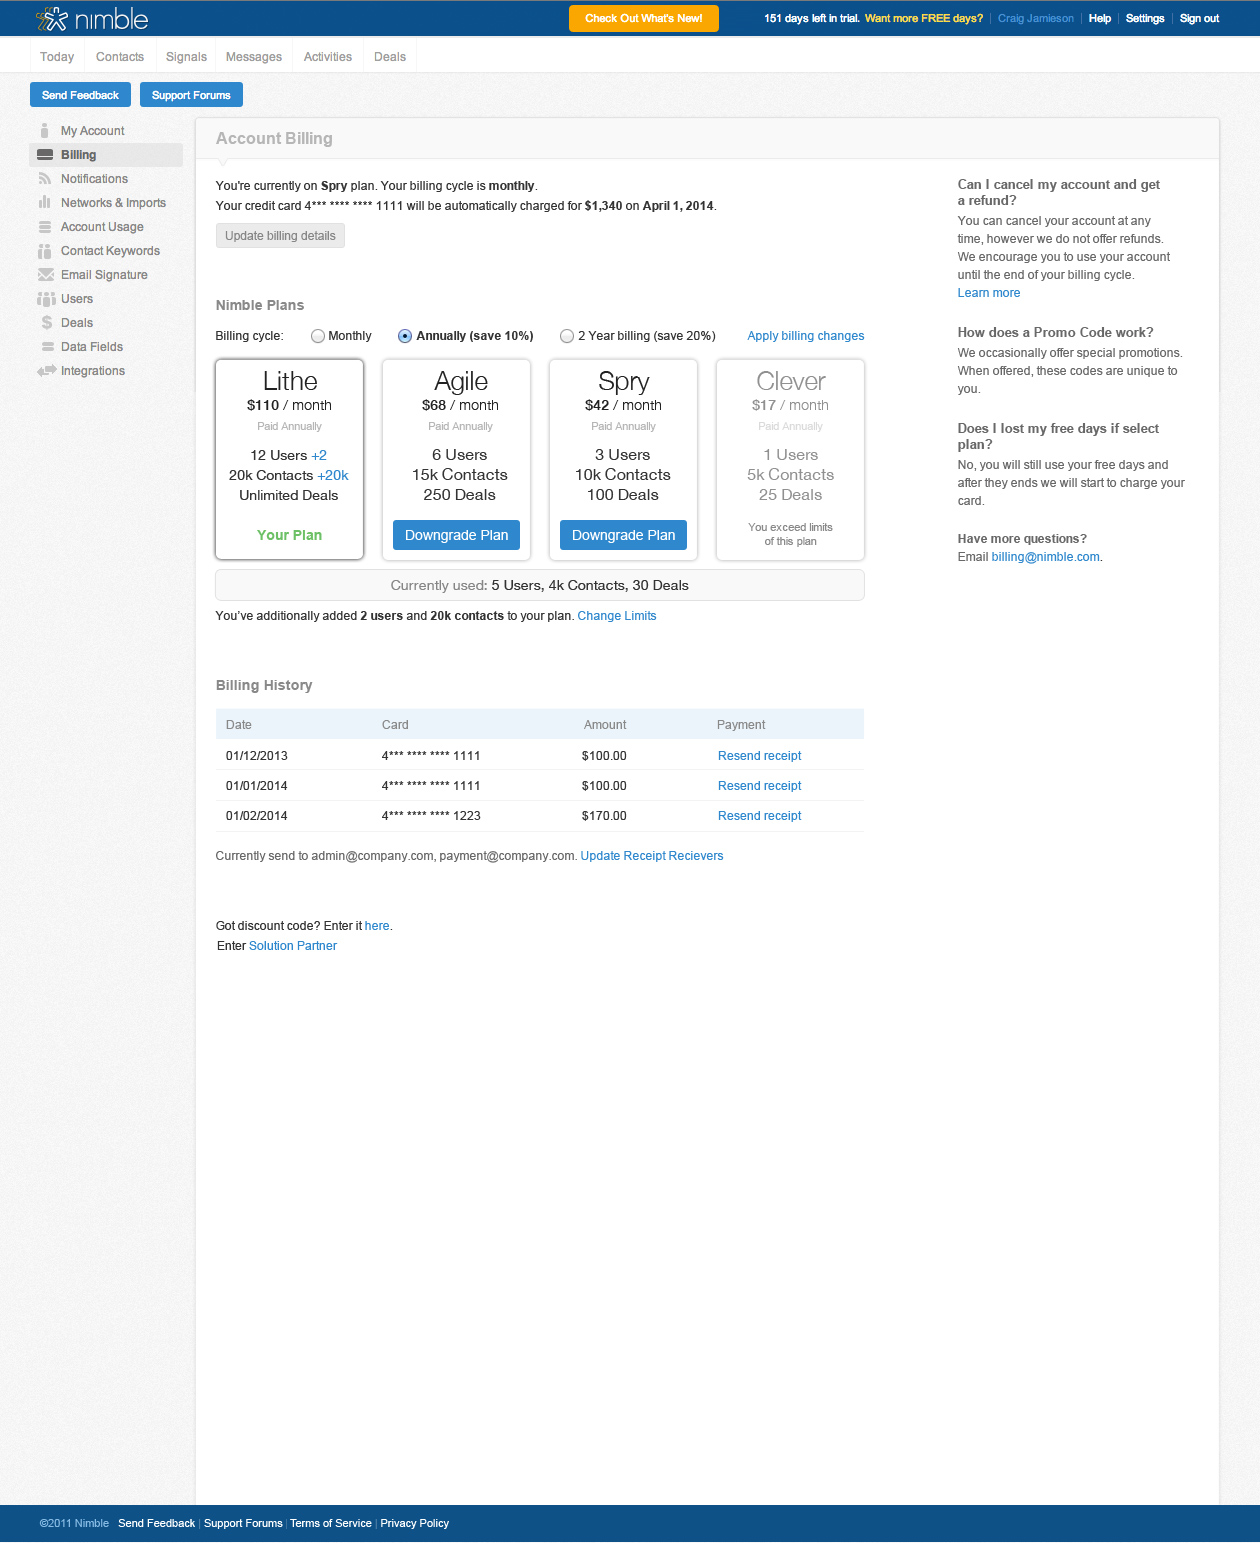 nimble
Check Out What's New!
151 days left in trial. Want more FREE days? | Craig Jamieson | Help | Settings | Sign out
Today Contacts Signals Messages Activities Deals
Send Feedback Support Forums
My Account
Billing
Notifications
Networks & Imports
Account Usage
Contact Keywords
Email Signature
Users
Deals
Data Fields
Integrations
Account Billing
You're currently on Spry plan. Your billing cycle is monthly.
Your credit card 4*** **** **** 1111 will be automatically charged for $1,340 on April 1, 2014.
Update billing details
Nimble Plans
Billing cycle: Monthly Annually (save 10%) 2 Year billing (save 20%) Apply billing changes
Lithe
$110 / month
Paid Annually
12 Users +2
20k Contacts +20k
Unlimited Deals
Your Plan
Agile
$68 / month
Paid Annually
6 Users
15k Contacts
250 Deals
Downgrade Plan
Spry
$42 / month
Paid Annually
3 Users
10k Contacts
100 Deals
Downgrade Plan
Clever
$17 / month
Paid Annually
1 Users
5k Contacts
25 Deals
You exceed limits
of this plan
Currently used: 5 Users, 4k Contacts, 30 Deals
You've additionally added 2 users and 20k contacts to your plan. Change Limits
Billing History
Date Card Amount Payment
01/12/2013 4*** **** **** 1111 $100.00 Resend receipt
01/01/2014 4*** **** **** 1111 $100.00 Resend receipt
01/02/2014 4*** **** **** 1223 $170.00 Resend receipt
Currently send to admin@company.com, payment@company.com. Update Receipt Recievers
Got discount code? Enter it here.
Enter Solution Partner
Can I cancel my account and get
a refund?
You can cancel your account at any
time, however we do not offer refunds.
We encourage you to use your account
until the end of your billing cycle.
Learn more
How does a Promo Code work?
We occasionally offer special promotions.
When offered, these codes are unique to
you.
Does I lost my free days if select
plan?
No, you will still use your free days and
after they ends we will start to charge your
card.
Have more questions?
Email billing@nimble.com.
©2011 Nimble Send Feedback | Support Forums | Terms of Service | Privacy Policy